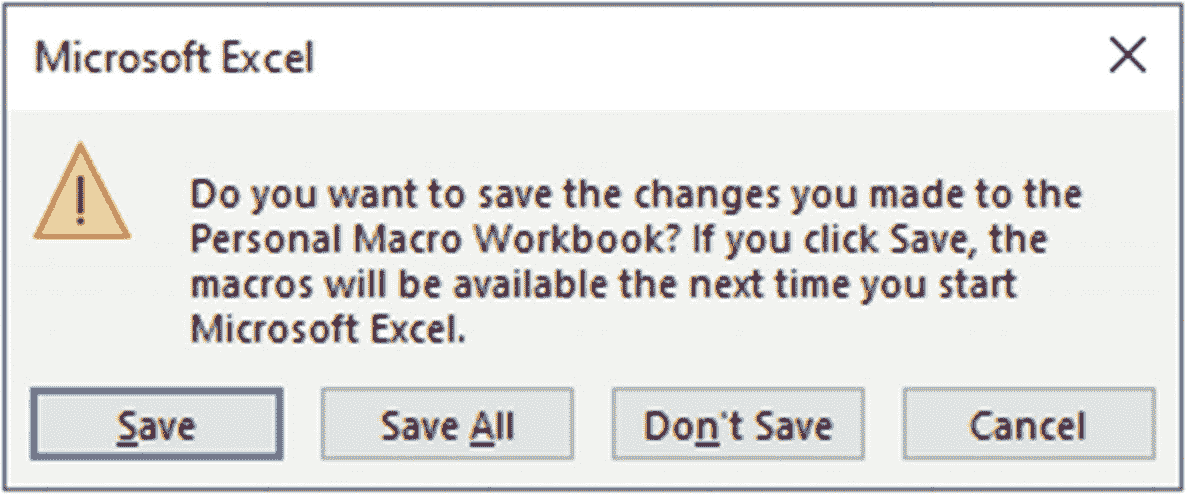 Microsoft Excel
Do you want to save the changes you made to the
Personal Macro Workbook? If you click Save, the
macros will be available the next time you start
Microsoft Excel.
Save
Save All
Don't Save
Cancel